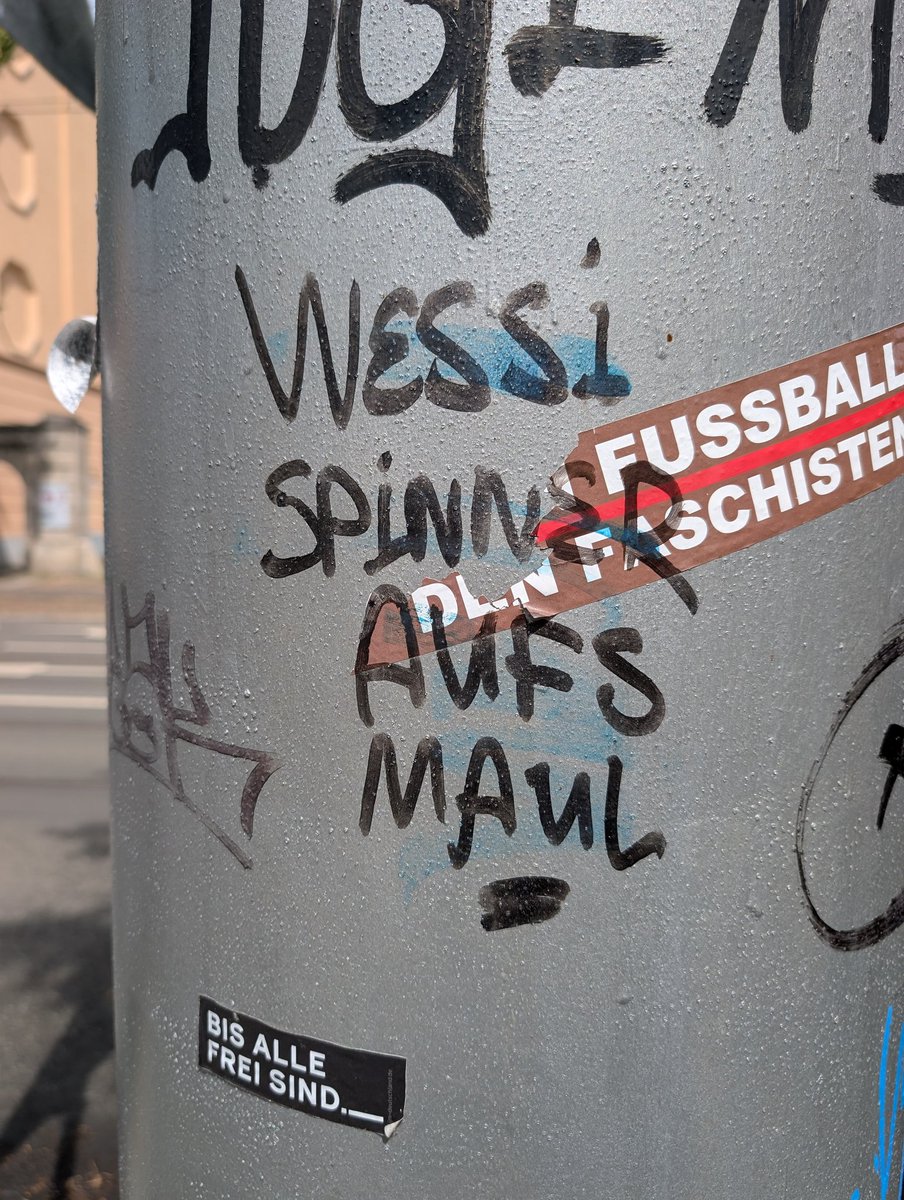 WESSi
SPiNNER
AUFS
MAUL
FUSSBALL
DEN FASCHISTEN
BIS ALLE
FREI SIND.